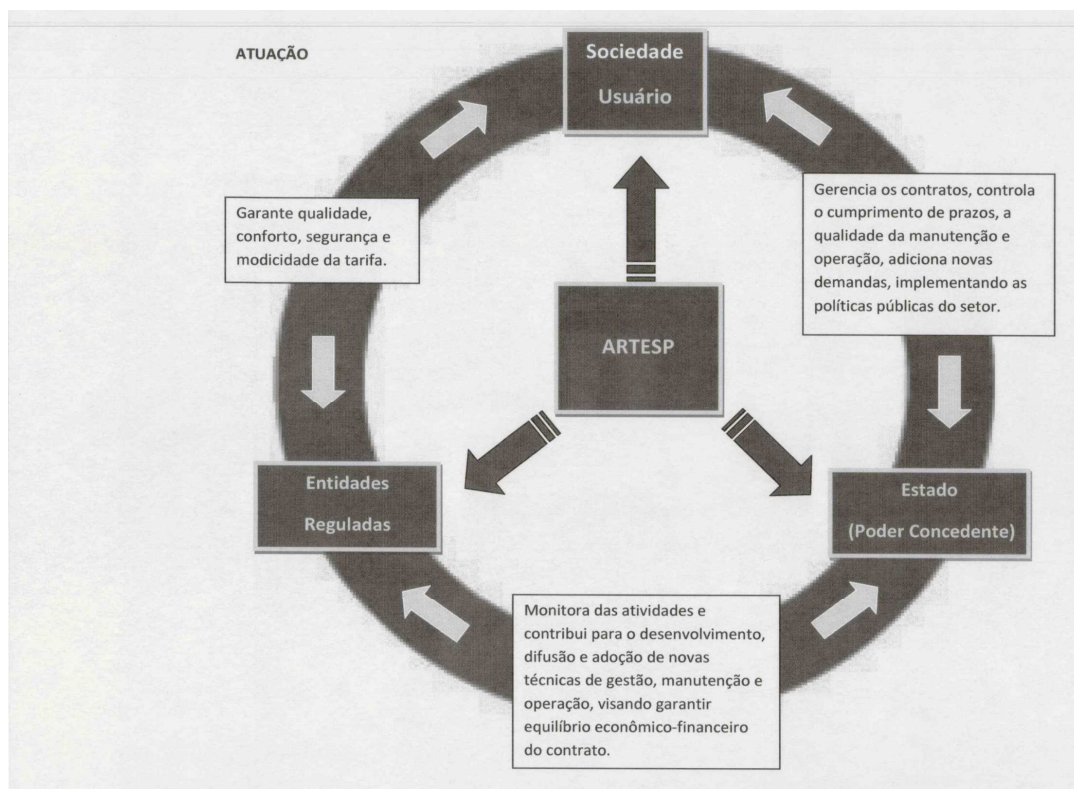 ATUAÇÃO
Sociedade
Usuário
Garante qualidade,
conforto, segurança e
modicidade da tarifa.
Gerencia os contratos, controla
o cumprimento de prazos, a
qualidade da manutenção e
operação, adiciona novas
demandas, implementando as
políticas públicas do setor.
ARTESP
Entidades
Reguladas
Estado
(Poder Concedente)
Monitora das atividades e
contribui para o desenvolvimento,
difusão e adoção de novas
técnicas de gestão, manutenção e
operação, visando garantir
equilíbrio econômico-financeiro
do contrato.